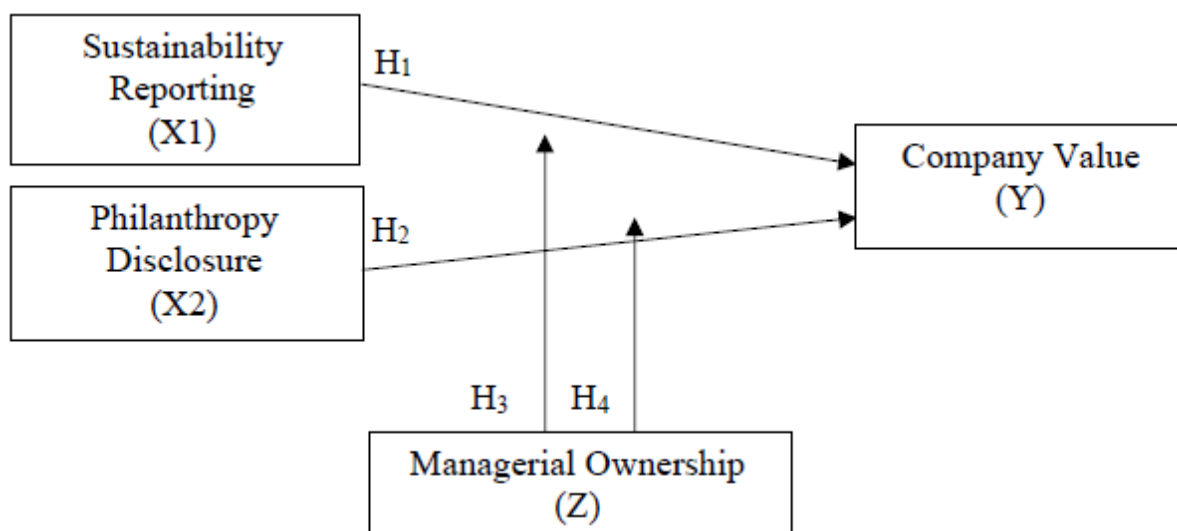 Sustainability
Reporting
(X1)
H₁
Company Value
(Y)
Philanthropy
Disclosure
(X2)
H₂
H₃
H₄
Managerial Ownership
(Z)